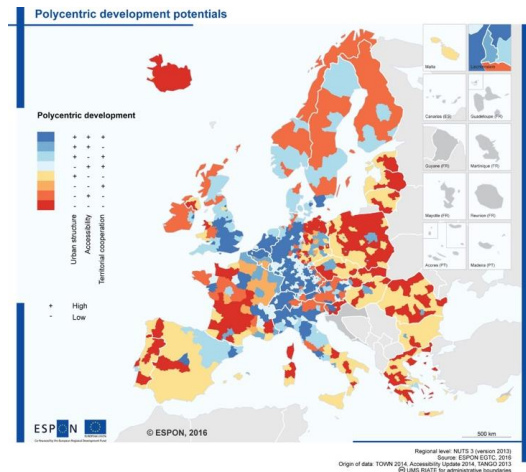 Polycentric development potentials
Malta
Liechtenstein
Canarias (ES)
Guadeloupe (FR)
Guyane (FR)
Martinique (FR)
Mayotte (FR)
Reunion (FR)
Acores (PT)
Madeira (PT)
Polycentric development
+ + +
+ + -
+ - +
- + +
+ - -
- - +
- + -
- - -
Urban structure
Accessibility
Territorial cooperation
+ High
- Low
ESPON
© ESPON, 2016
500 km
Regional level: NUTS 3 (version 2013)
Source: ESPON EGTC, 2016
Origin of data: TOWN 2014, Accessibility Update 2014, TANGO 2013
UMS RIATE for administrative boundaries